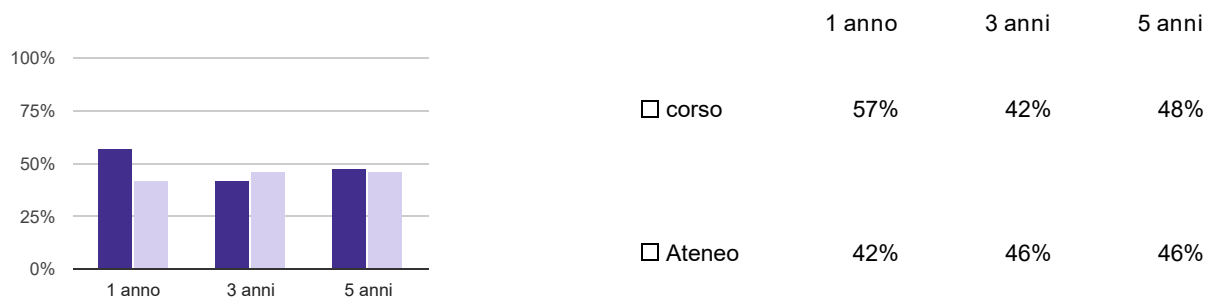 100%
75%
50%
25%
0%
1 anno 3 anni 5 anni
1 anno 3 anni 5 anni
corso 57% 42% 48%
Ateneo 42% 46% 46%